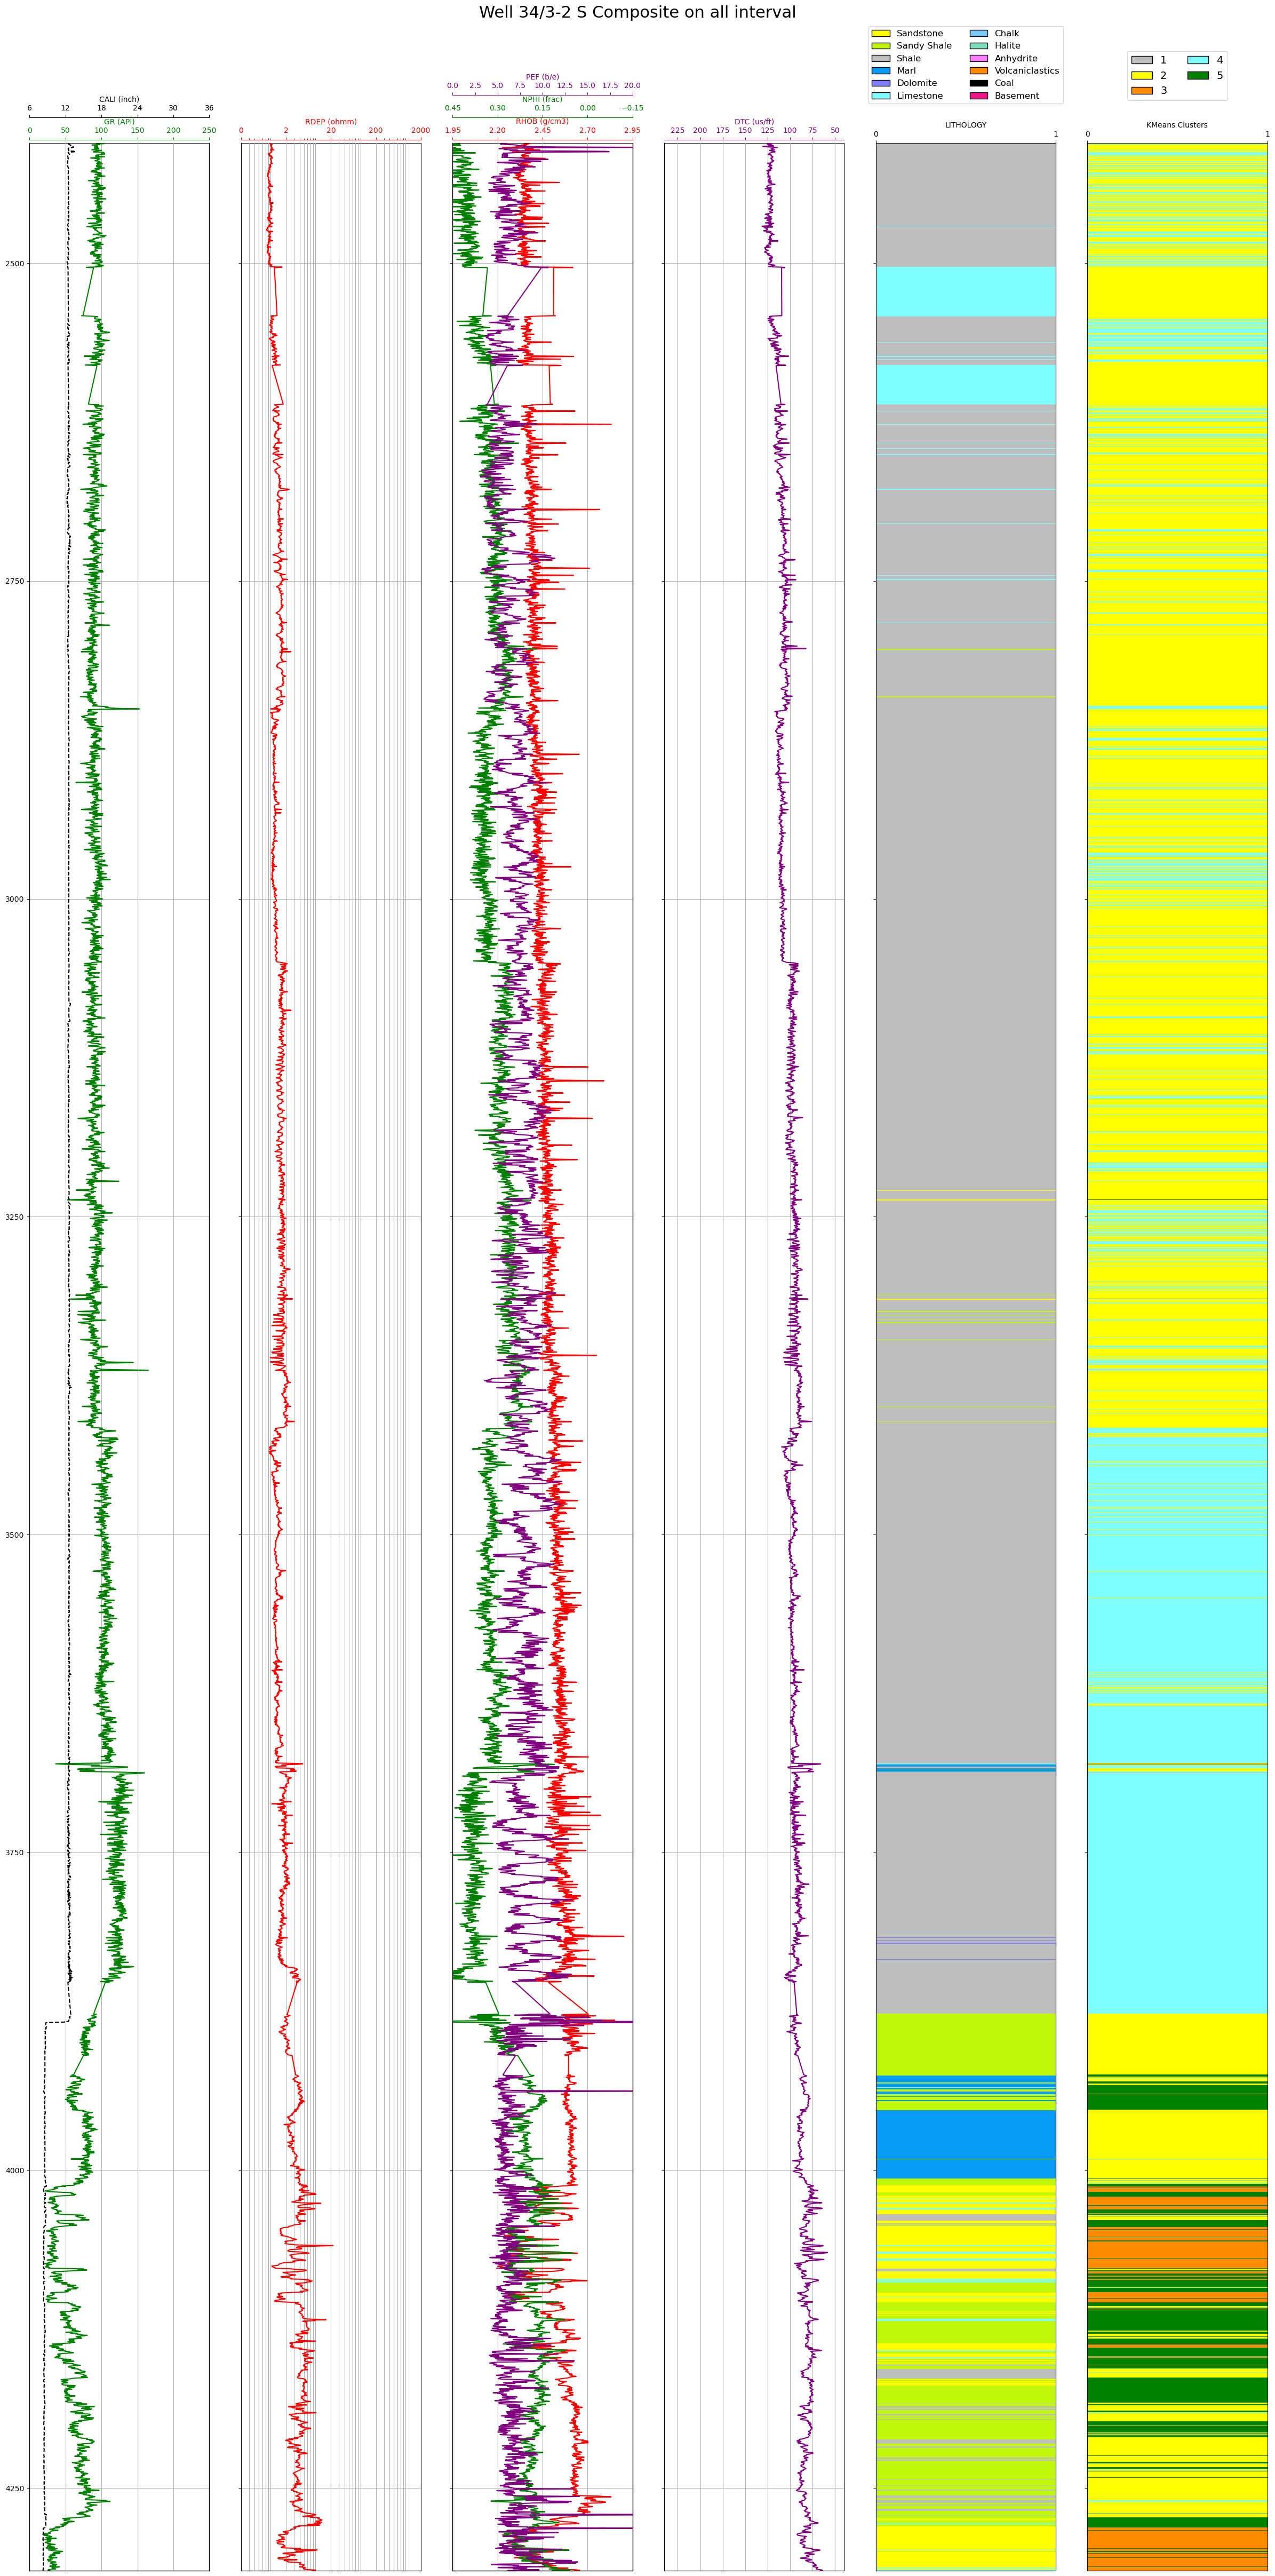 Well 34/3-2 S Composite on all interval
Sandstone Chalk
Sandy Shale Halite
Shale Anhydrite
Marl Volcaniclastics
Dolomite Coal
Limestone Basement
1 4
2 5
3
PEF (b/e)
0.0 2.5 5.0 7.5 10.0 12.5 15.0 17.5 20.0
CALI (inch)
6 12 18 24 30 36
NPHI (frac)
0.45 0.30 0.15 0.00 −0.15
GR (API)
0 50 100 150 200 250
RDEP (ohmm)
0 2 20 200 2000
RHOB (g/cm3)
1.95 2.20 2.45 2.70 2.95
DTC (us/ft)
225 200 175 150 125 100 75 50
LITHOLOGY
0 1
KMeans Clusters
0 1
2500
2750
3000
3250
3500
3750
4000
4250